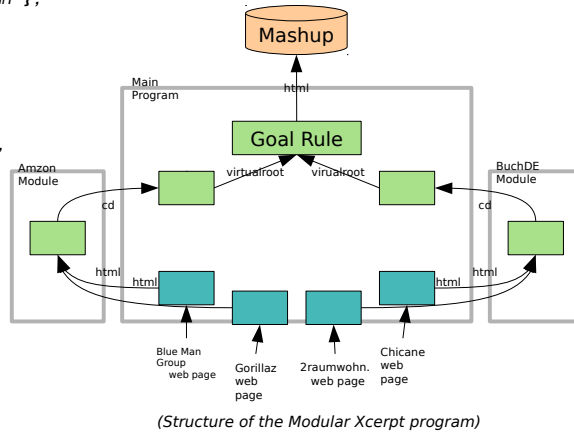 Mashup
html
Main
Program
Goal Rule
virtualroot
virualroot
Amzon
Module
BuchDE
Module
cd
cd
html
html
html
html
Blue Man
Group
web page
Gorillaz
web
page
2raumwohn.
web page
Chicane
web
page
(Structure of the Modular Xcerpt program)